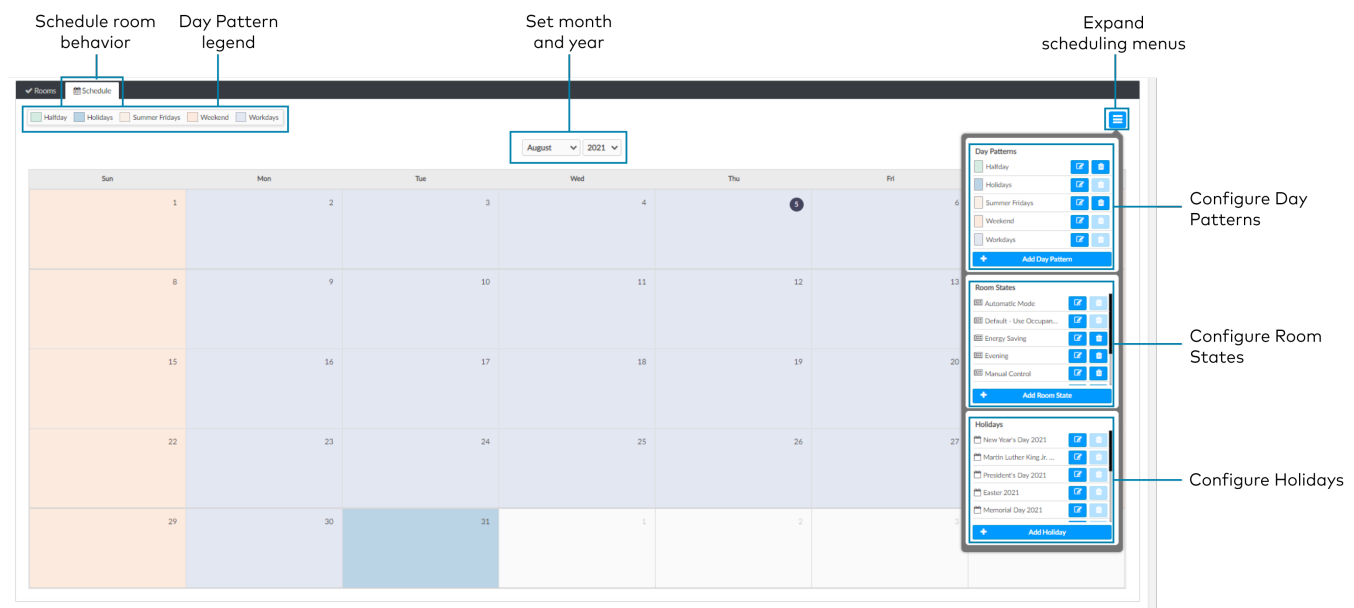 Schedule room
behavior
Day Pattern
legend
Set month
and year
Expand
scheduling menus
Rooms
Schedule
Halfday
Holidays
Summer Fridays
Weekend
Workdays
August
2021
Sun
Mon
Tue
Wed
Thu
Fri
1
2
3
4
5
6
8
9
10
11
12
13
15
16
17
18
19
20
22
23
24
25
26
27
29
30
31
1
2
3
Day Patterns
Halfday
Holidays
Summer Fridays
Weekend
Workdays
+ Add Day Pattern
Room States
Automatic Mode
Default - Use Occupan...
Energy Saving
Evening
Manual Control
+ Add Room State
Holidays
New Year's Day 2021
Martin Luther King Jr. ...
President's Day 2021
Easter 2021
Memorial Day 2021
+ Add Holiday
Configure Day
Patterns
Configure Room
States
Configure Holidays